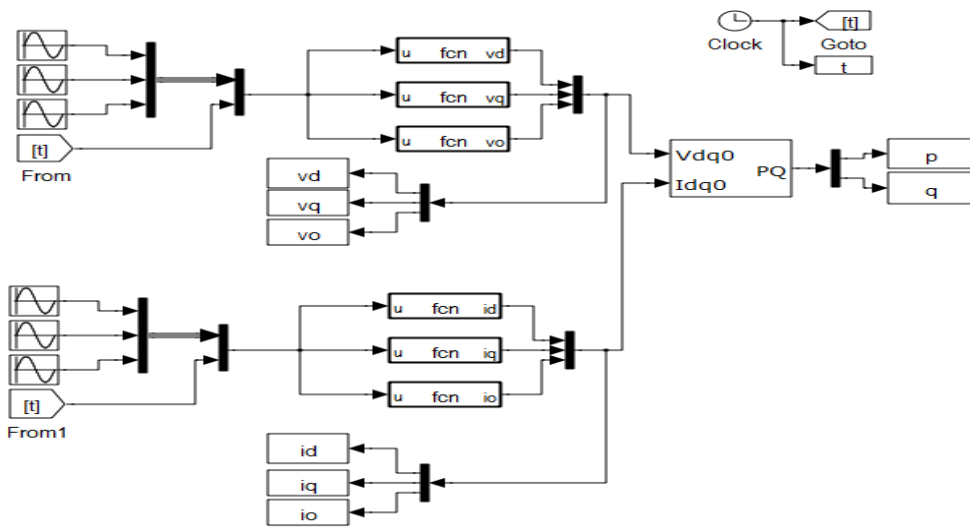 [t]
Clock
Goto
t
u fcn vd
u fcn vq
u fcn vo
[t]
From
vd
vq
vo
Vdq0
Idq0
PQ
p
q
u fcn id
u fcn iq
u fcn io
[t]
From1
id
iq
io